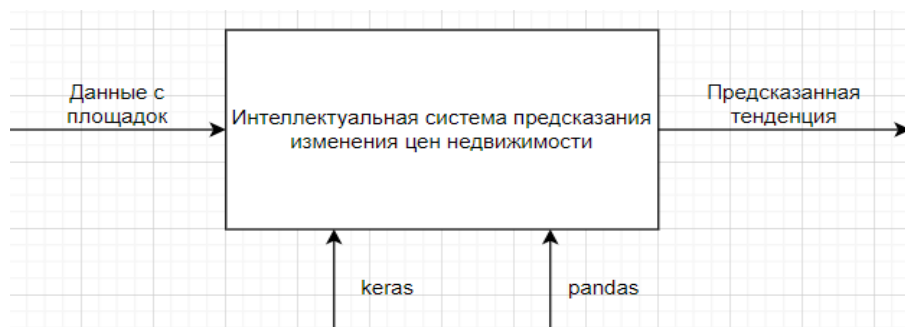 Данные с
площадок
Интеллектуальная система предсказания
изменения цен недвижимости
Предсказанная
тенденция
keras
pandas